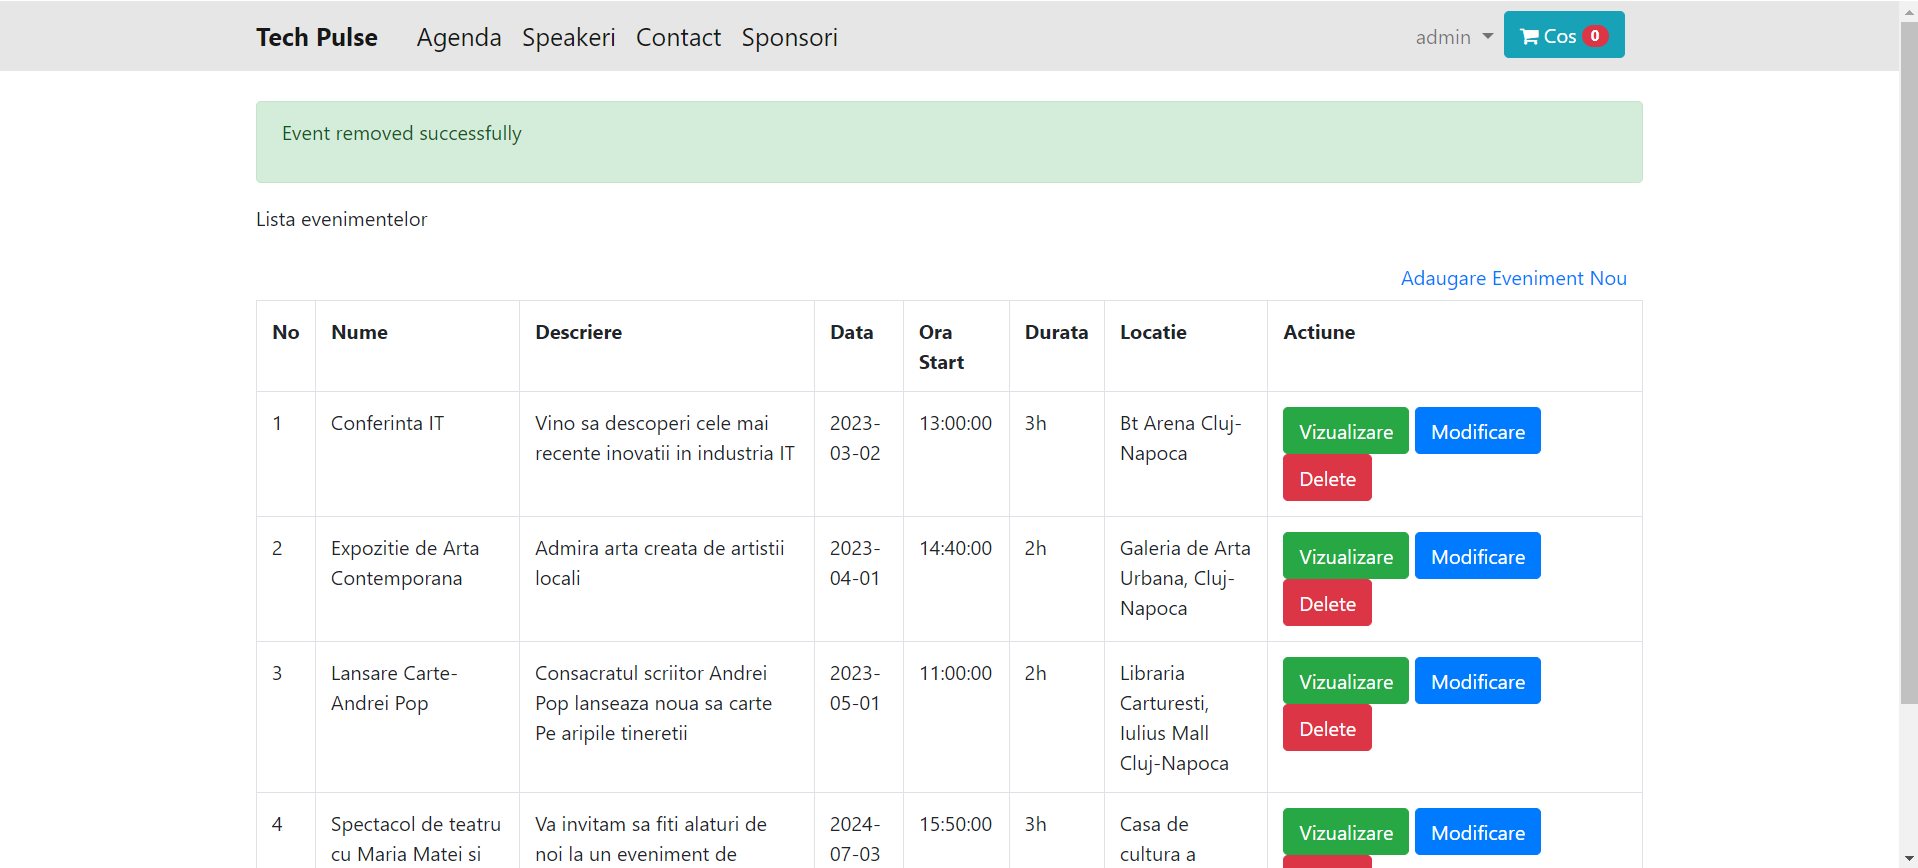 Tech Pulse Agenda Speakeri Contact Sponsori admin Cos 0
Event removed successfully
Lista evenimentelor
Adaugare Eveniment Nou
No Nume Descriere Data Ora Start Durata Locatie Actiune
1 Conferinta IT Vino sa descoperi cele mai 2023- 13:00:00 3h Bt Arena Cluj- Vizualizare Modificare
recente inovatii in industria IT 03-02 Napoca
Delete
2 Expozitie de Arta Admira arta creata de artistii 2023- 14:40:00 2h Galeria de Arta Vizualizare Modificare
Contemporana locali 04-01 Urbana, Cluj-
Napoca Delete
3 Lansare Carte- Consacratul scriitor Andrei 2023- 11:00:00 2h Libraria Vizualizare Modificare
Andrei Pop Pop lanseaza noua sa carte 05-01 Carturesti,
Pe aripile tineretii Iulius Mall Delete
Cluj-Napoca
4 Spectacol de teatru Va invitam sa fiti alaturi de 2024- 15:50:00 3h Casa de Vizualizare Modificare
cu Maria Matei si noi la un eveniment de 07-03 cultura a